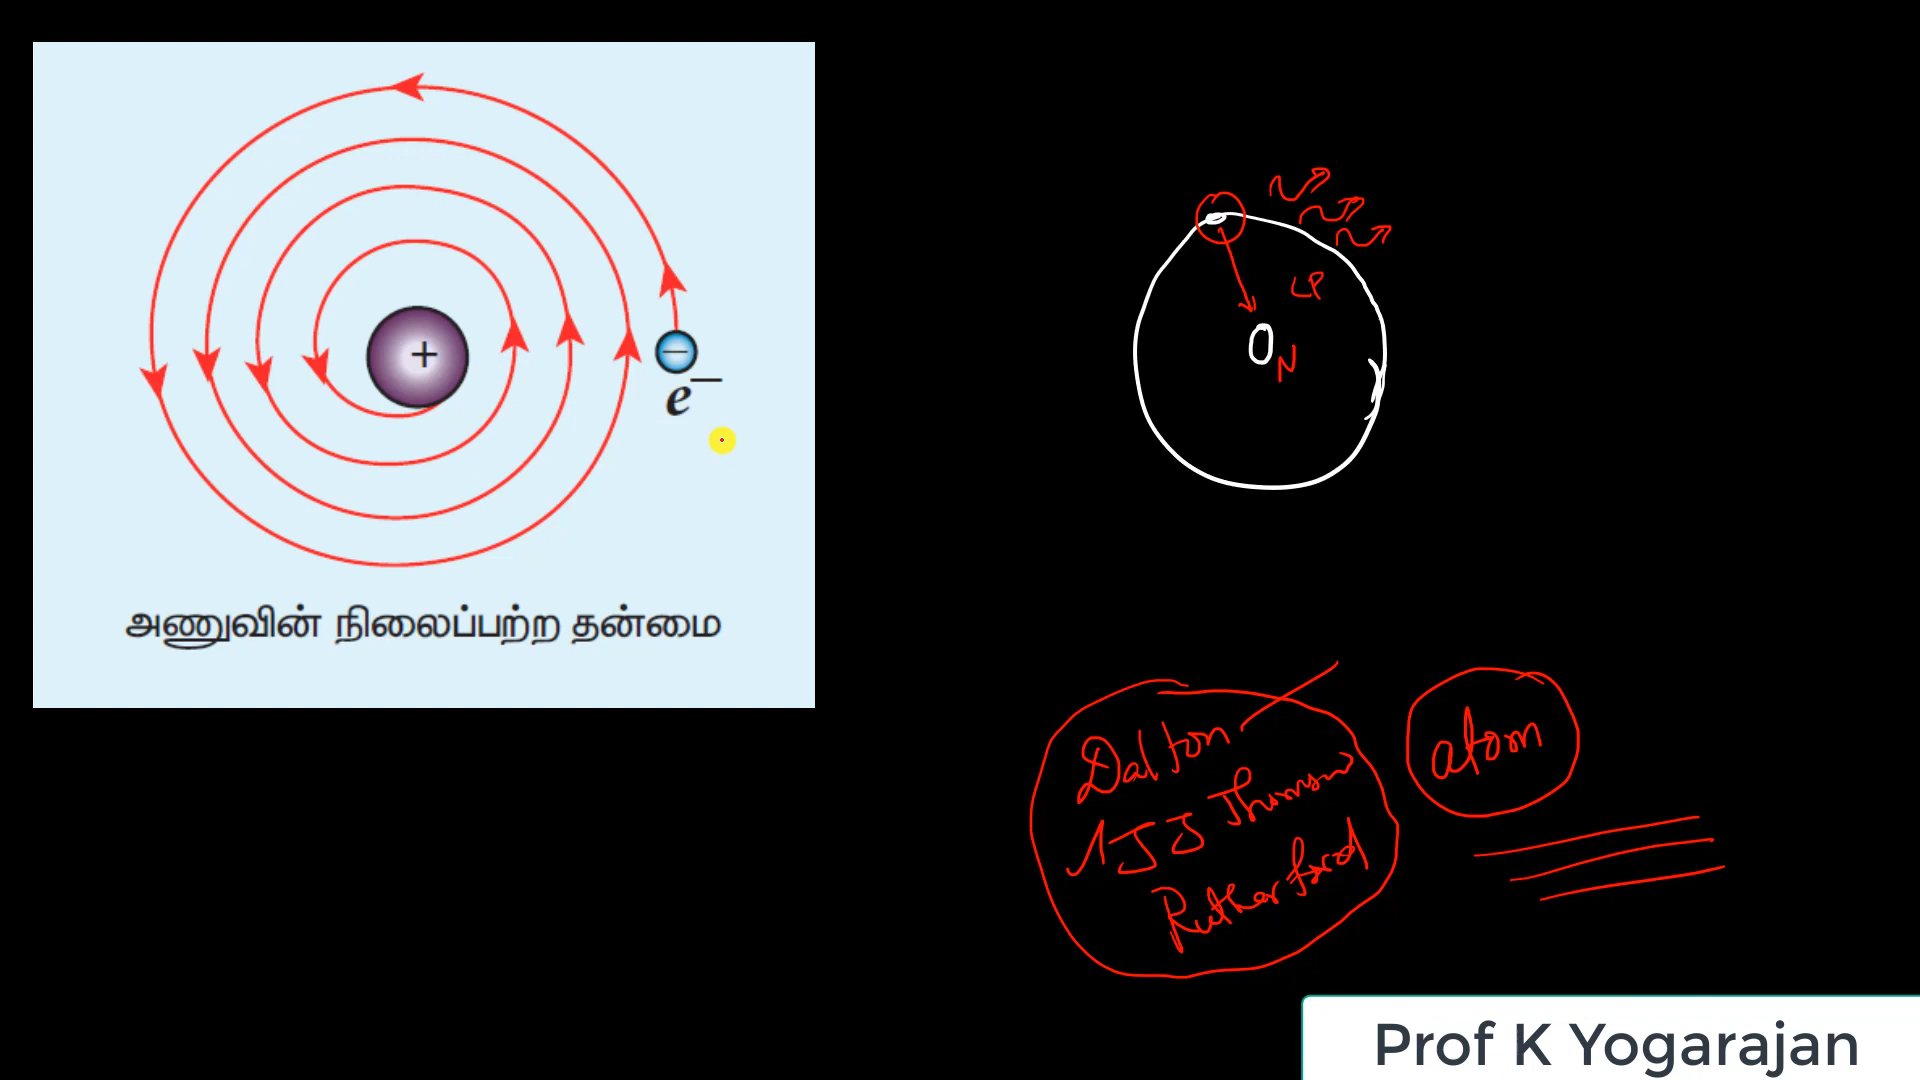 +
−
e−
அணுவின் நிலைப்பற்ற தன்மை
N
Dalton
JJ Thomson
Rutherford
atom
Prof K Yogarajan